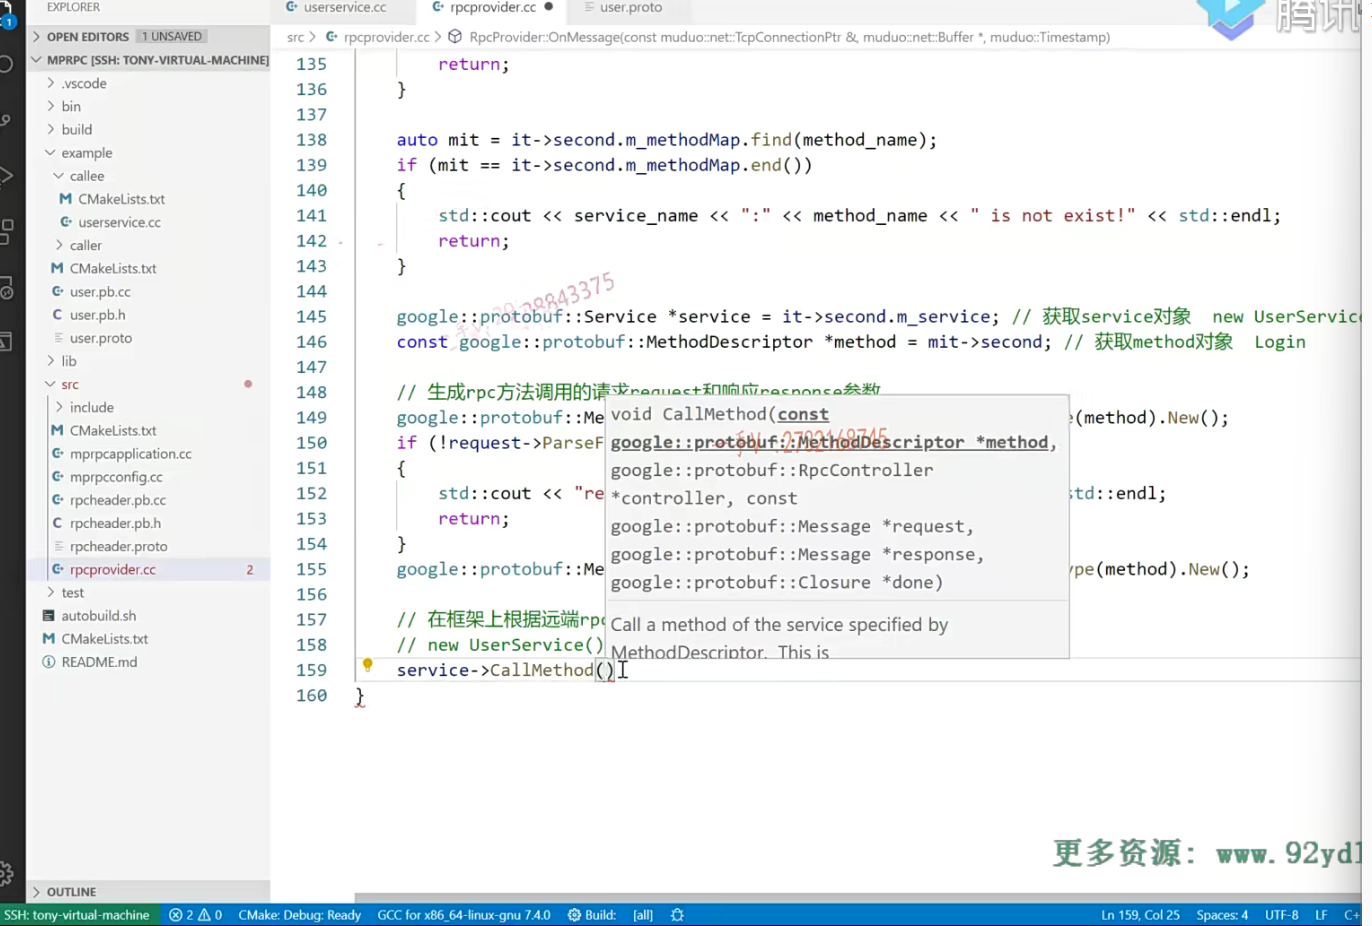 EXPLORER
userservice.cc
rpcprovider.cc
user.proto
腾讯
1
OPEN EDITORS 1 UNSAVED
src > rpcprovider.cc > RpcProvider::OnMessage(const muduo::net::TcpConnectionPtr &, muduo::net::Buffer *, muduo::Timestamp)
MPRPC [SSH: TONY-VIRTUAL-MACHINE]
.vscode
bin
build
example
callee
CMakeLists.txt
userservice.cc
caller
CMakeLists.txt
user.pb.cc
user.pb.h
user.proto
lib
src
include
CMakeLists.txt
mprpcapplication.cc
mprpcconfig.cc
rpcheader.pb.cc
rpcheader.pb.h
rpcheader.proto
rpcprovider.cc 2
test
autobuild.sh
CMakeLists.txt
README.md
OUTLINE
135 return;
136 }
137
138 auto mit = it->second.m_methodMap.find(method_name);
139 if (mit == it->second.m_methodMap.end())
140 {
141 std::cout << service_name << ":" << method_name << " is not exist!" << std::endl;
142 return;
143 }
144
145 google::protobuf::Service *service = it->second.m_service; // 获取service对象 new UserService
146 const google::protobuf::MethodDescriptor *method = mit->second; // 获取method对象 Login
147
148 // 生成rpc方法调用的请求request和响应response参数
149 google::protobuf::Me e(method).New();
150 if (!request->ParseF
151 {
152 std::cout << "re std::endl;
153 return;
154 }
155 google::protobuf::Me ype(method).New();
156
157 // 在框架上根据远端rpc
158 // new UserService()
159 service->CallMethod()
160 }
void CallMethod(const
google::protobuf::MethodDescriptor *method,
google::protobuf::RpcController
*controller, const
google::protobuf::Message *request,
google::protobuf::Message *response,
google::protobuf::Closure *done)
Call a method of the service specified by
MethodDescriptor. This is
2782168745
更多资源: www.92yd
SSH: tony-virtual-machine 2 0 CMake: Debug: Ready GCC for x86_64-linux-gnu 7.4.0 Build: [all] Ln 159, Col 25 Spaces: 4 UTF-8 LF C+